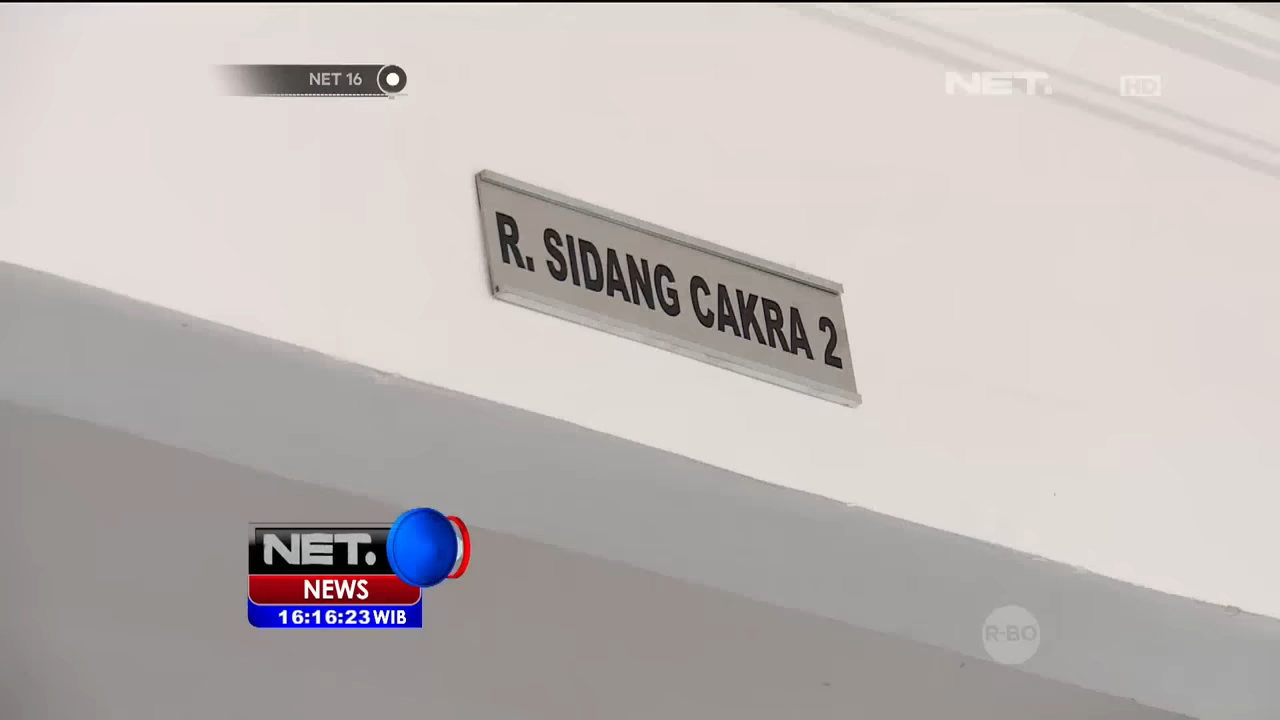 NET 16
NET.
HD
R. SIDANG CAKRA 2
NET.
NEWS
16:16:23 WIB
R-BO